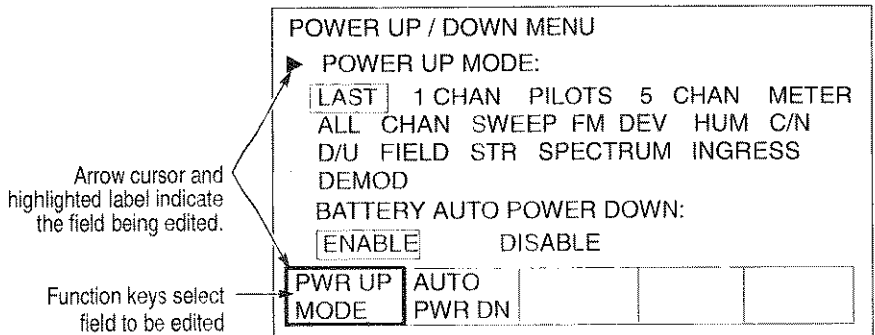 POWER UP / DOWN MENU
POWER UP MODE:
LAST 1 CHAN PILOTS 5 CHAN METER
ALL CHAN SWEEP FM DEV HUM C/N
D/U FIELD STR SPECTRUM INGRESS
DEMOD
BATTERY AUTO POWER DOWN:
ENABLE DISABLE
PWR UP AUTO
MODE PWR DN
Arrow cursor and
highlighted label indicate
the field being edited.
Function keys select
field to be edited